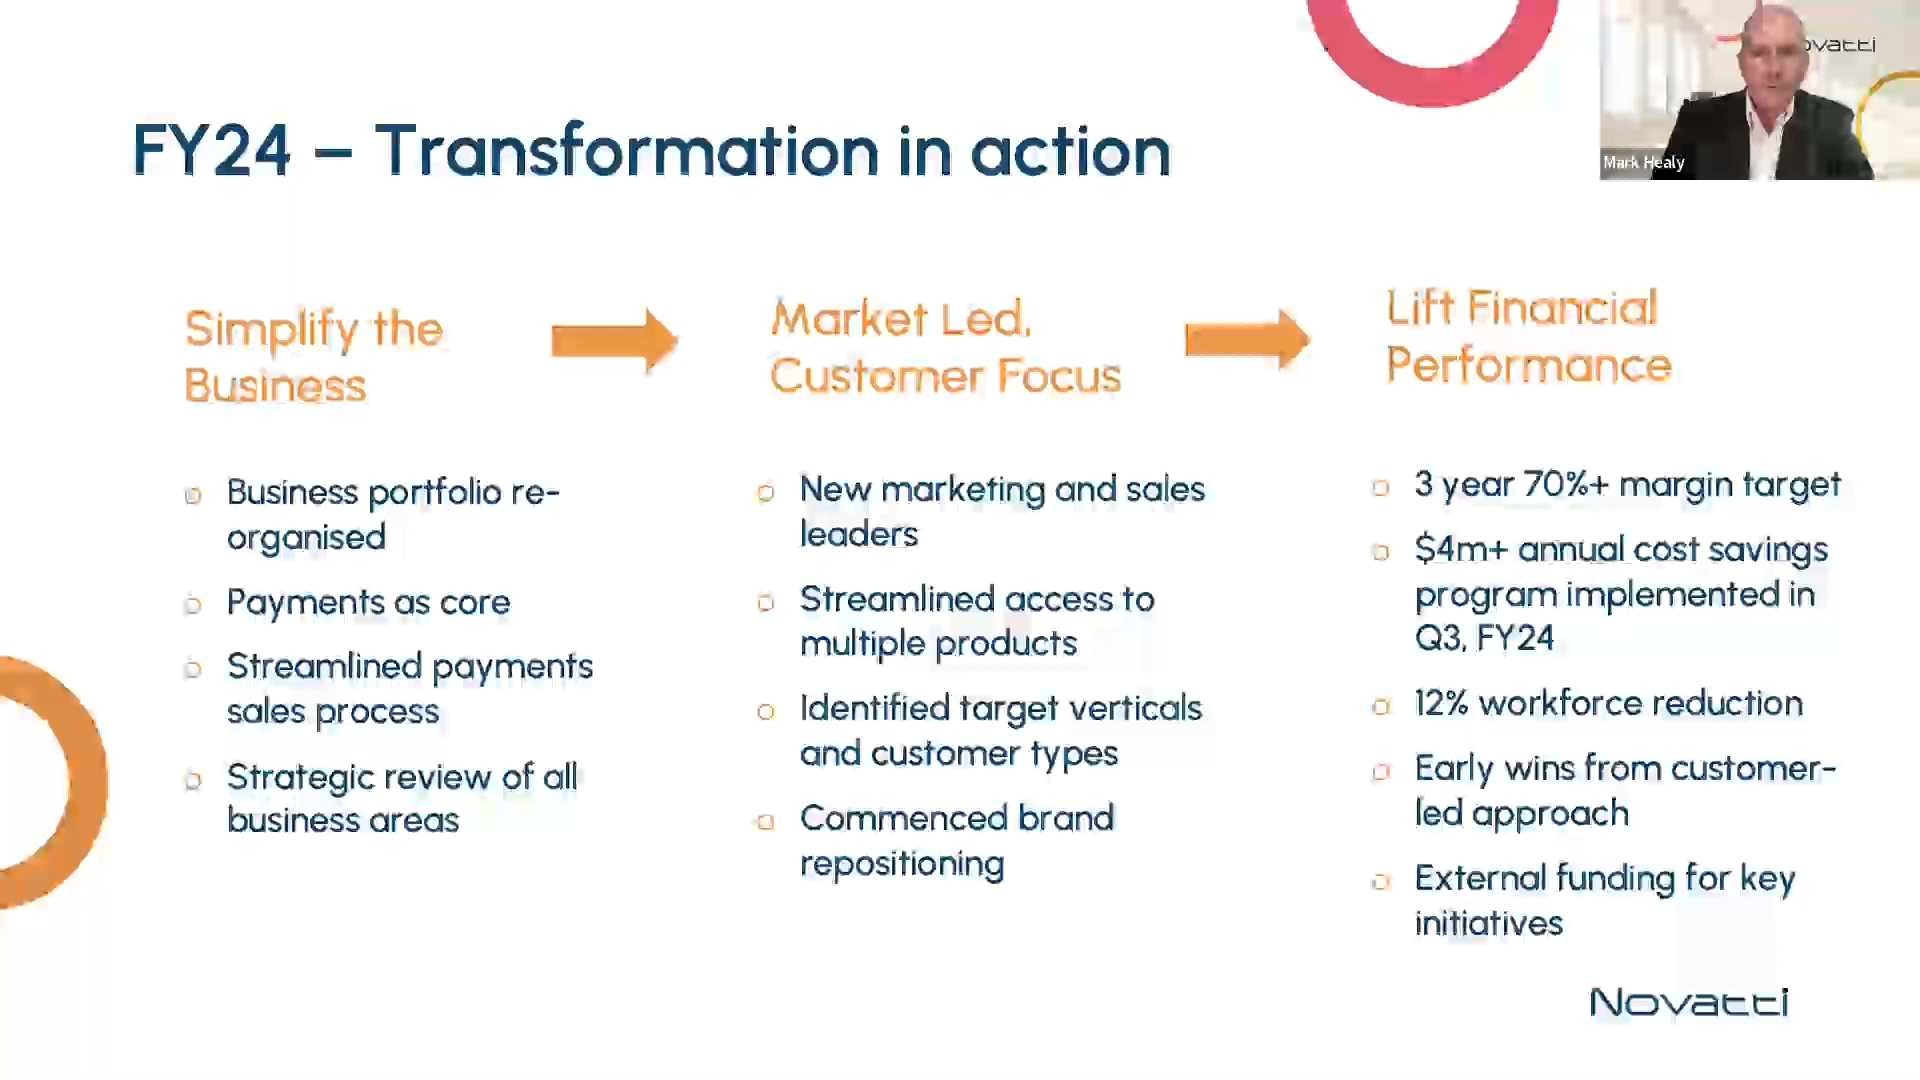 FY24 – Transformation in action
ovatti
Mark Healy
Simplify the
Business
Business portfolio re-
organised
Payments as core
Streamlined payments
sales process
Strategic review of all
business areas
Market Led,
Customer Focus
New marketing and sales
leaders
Streamlined access to
multiple products
Identified target verticals
and customer types
Commenced brand
repositioning
Lift Financial
Performance
3 year 70%+ margin target
$4m+ annual cost savings
program implemented in
Q3, FY24
12% workforce reduction
Early wins from customer-
led approach
External funding for key
initiatives
Novatti